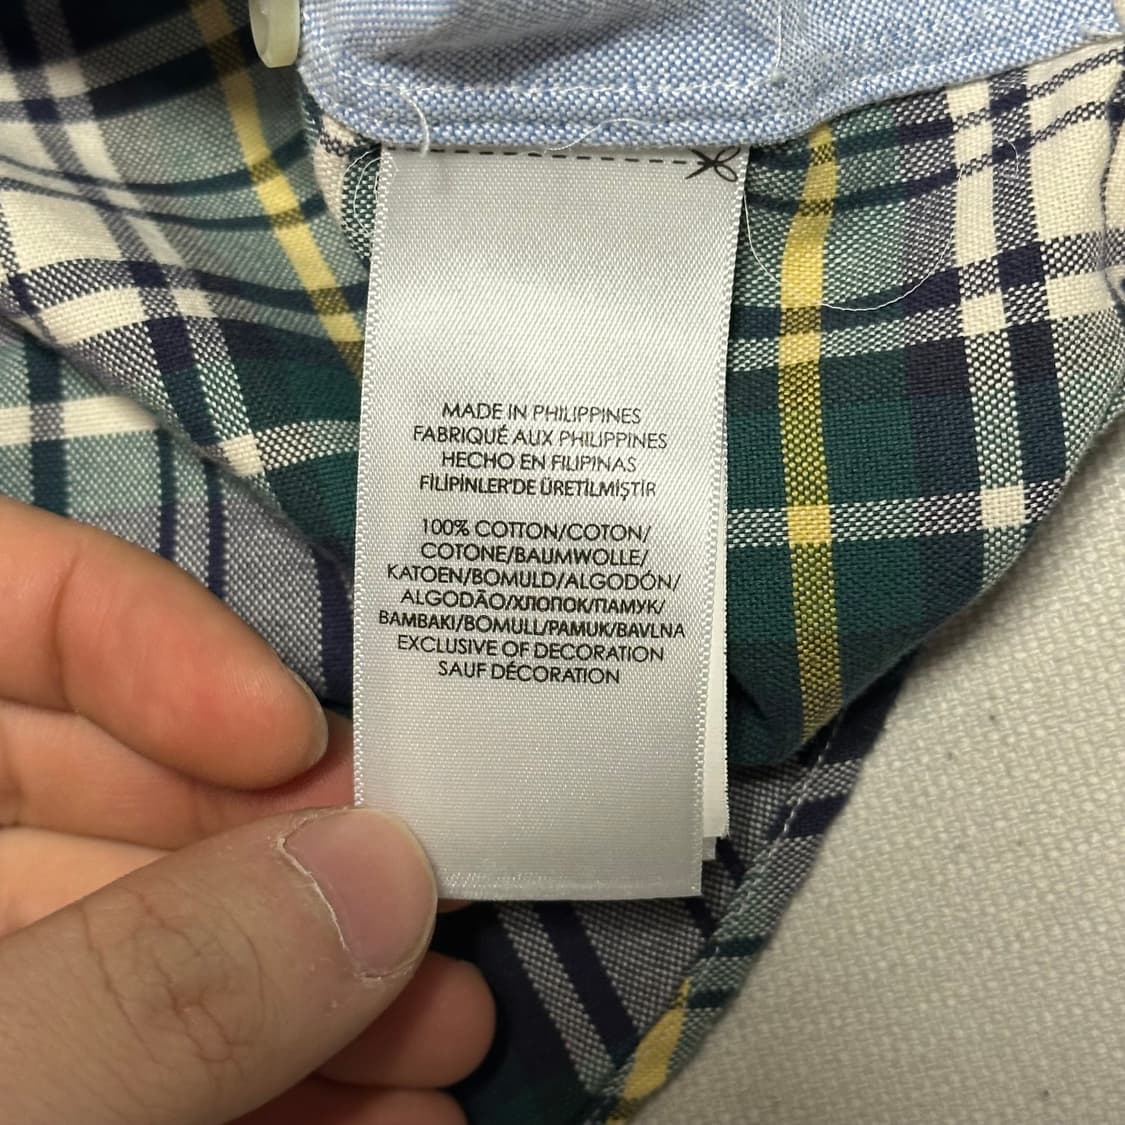 MADE IN PHILIPPINES
FABRIQUÉ AUX PHILIPPINES
HECHO EN FILIPINAS
FİLİPİNLER'DE ÜRETİLMİŞTİR
100% COTTON/COTON/
COTONE/BAUMWOLLE/
KATOEN/BOMULD/ALGODÓN/
ALGODÃO/ХЛОПОК/ПАМУК/
BAMBAKI/BOMULL/PAMUK/BAVLNA
EXCLUSIVE OF DECORATION
SAUF DÉCORATION